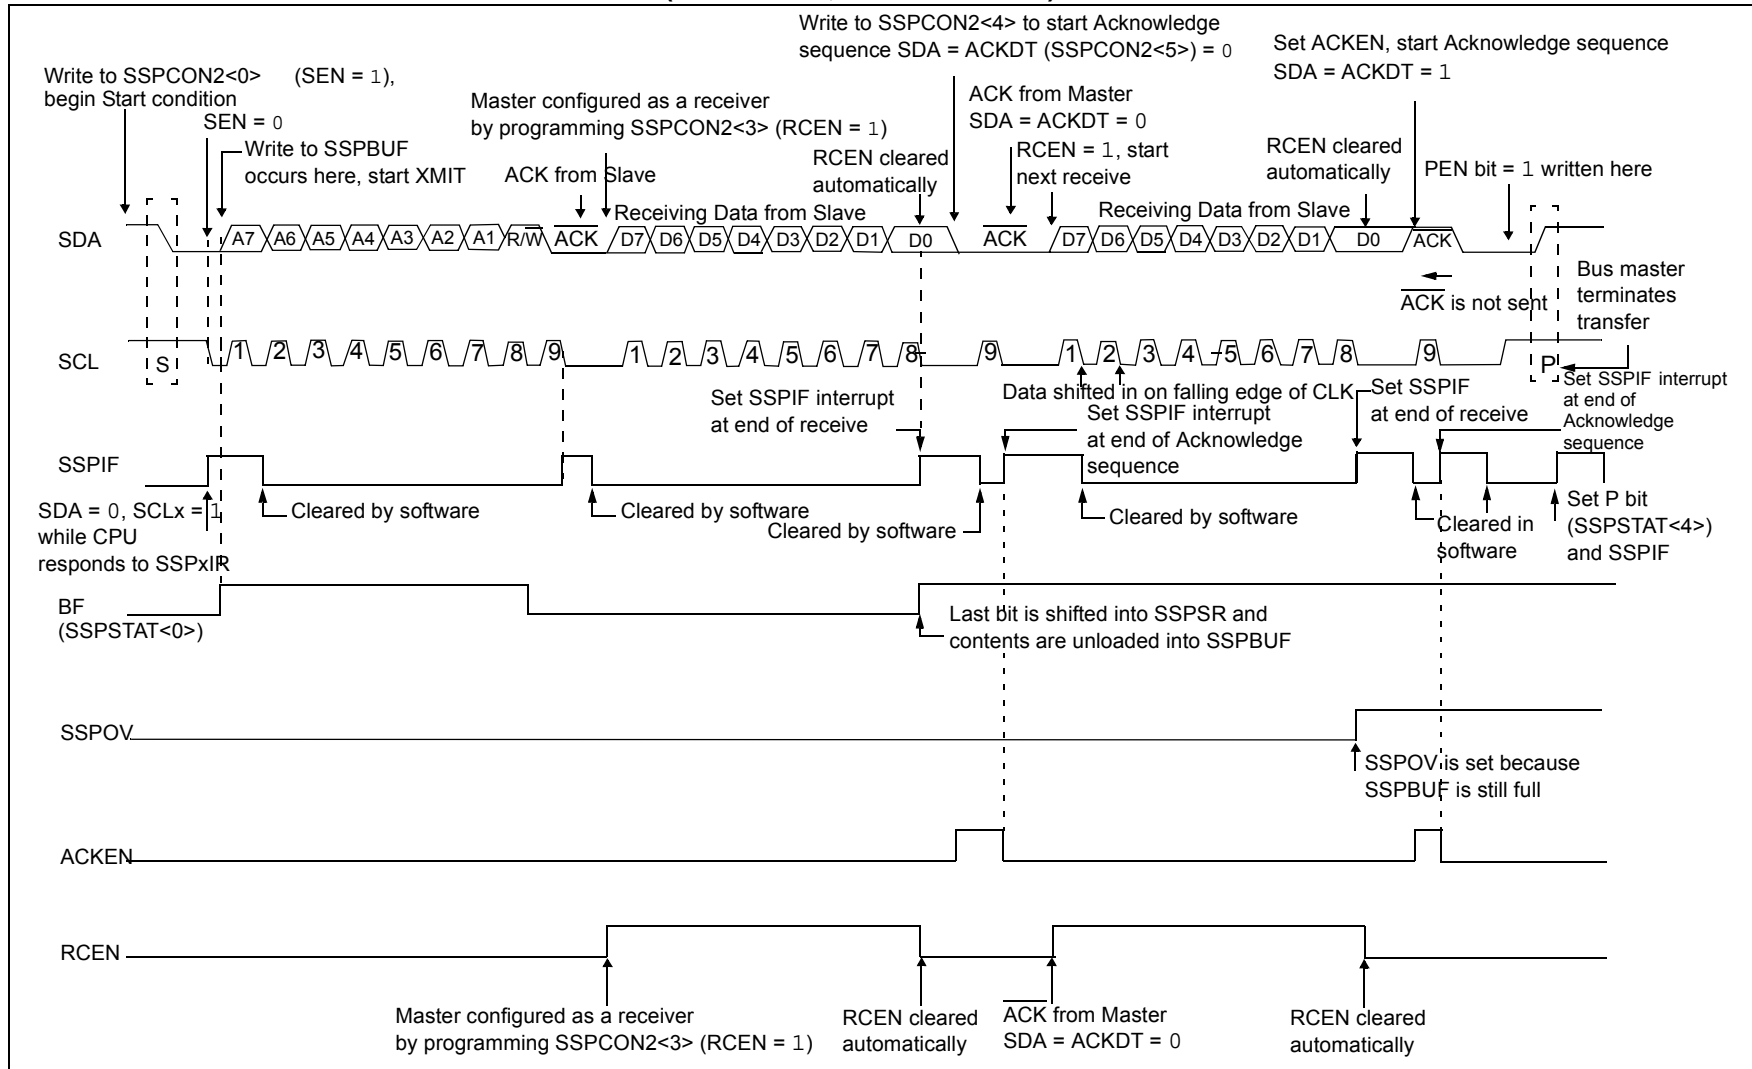 Write to SSPCON2<4> to start Acknowledge
sequence SDA = ACKDT (SSPCON2<5>) = 0
Set ACKEN, start Acknowledge sequence
SDA = ACKDT = 1
Write to SSPCON2<0> (SEN = 1),
begin Start condition
ACK from Master
SDA = ACKDT = 0
Master configured as a receiver
by programming SSPCON2<3> (RCEN = 1)
SEN = 0
Write to SSPBUF
occurs here, start XMIT
RCEN cleared
automatically
RCEN = 1, start
next receive
RCEN cleared
automatically
PEN bit = 1 written here
ACK from Slave
Receiving Data from Slave
Receiving Data from Slave
SDA
A7 A6 A5 A4 A3 A2 A1 R/W ACK D7 D6 D5 D4 D3 D2 D1 D0 ACK D7 D6 D5 D4 D3 D2 D1 D0 ACK
ACK is not sent
Bus master
terminates
transfer
SCL
S 1 2 3 4 5 6 7 8 9 1 2 3 4 5 6 7 8 9 1 2 3 4 5 6 7 8 9 P
Data shifted in on falling edge of CLK
Set SSPIF interrupt
at end of receive
Set SSPIF interrupt
at end of Acknowledge
sequence
Set SSPIF
at end of receive
Set SSPIF interrupt
at end of
Acknowledge
sequence
SSPIF
SDA = 0, SCLx = 1
while CPU
responds to SSPxIR
Cleared by software
Cleared by software
Cleared by software
Cleared by software
Cleared in
software
Set P bit
(SSPSTAT<4>)
and SSPIF
BF
(SSPSTAT<0>)
Last bit is shifted into SSPSR and
contents are unloaded into SSPBUF
SSPOV
SSPOV is set because
SSPBUF is still full
ACKEN
RCEN
Master configured as a receiver
by programming SSPCON2<3> (RCEN = 1)
RCEN cleared
automatically
ACK from Master
SDA = ACKDT = 0
RCEN cleared
automatically